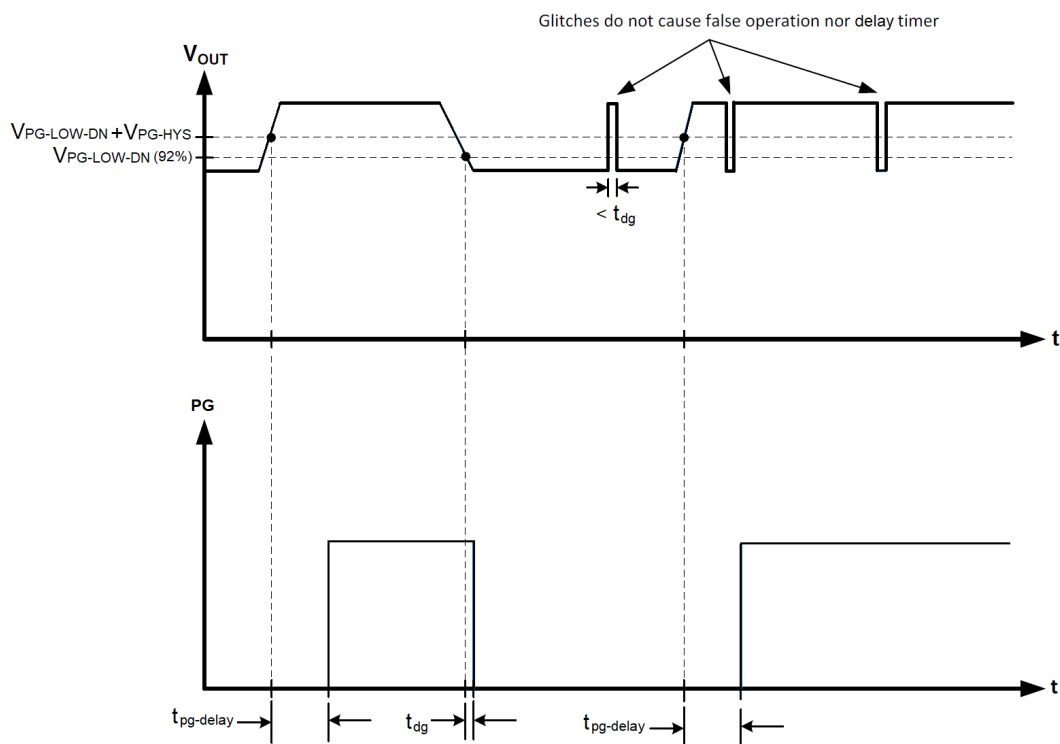 Glitches do not cause false operation nor delay timer
VOUT
VPG-LOW-DN +VPG-HYS
VPG-LOW-DN (92%)
< tdg
t
PG
t
tpg-delay
tdg
tpg-delay